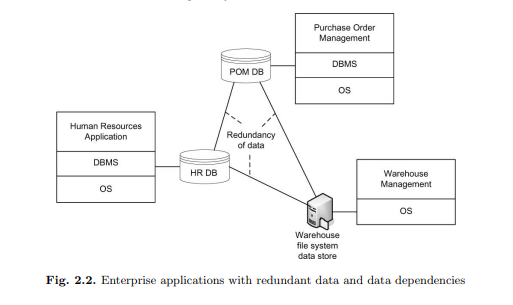 Purchase Order
Management
DBMS
OS
POM DB
Human Resources
Application
DBMS
OS
Redundancy
of data
HR DB
Warehouse
Management
OS
Warehouse
file system
data store
Fig. 2.2. Enterprise applications with redundant data and data dependencies